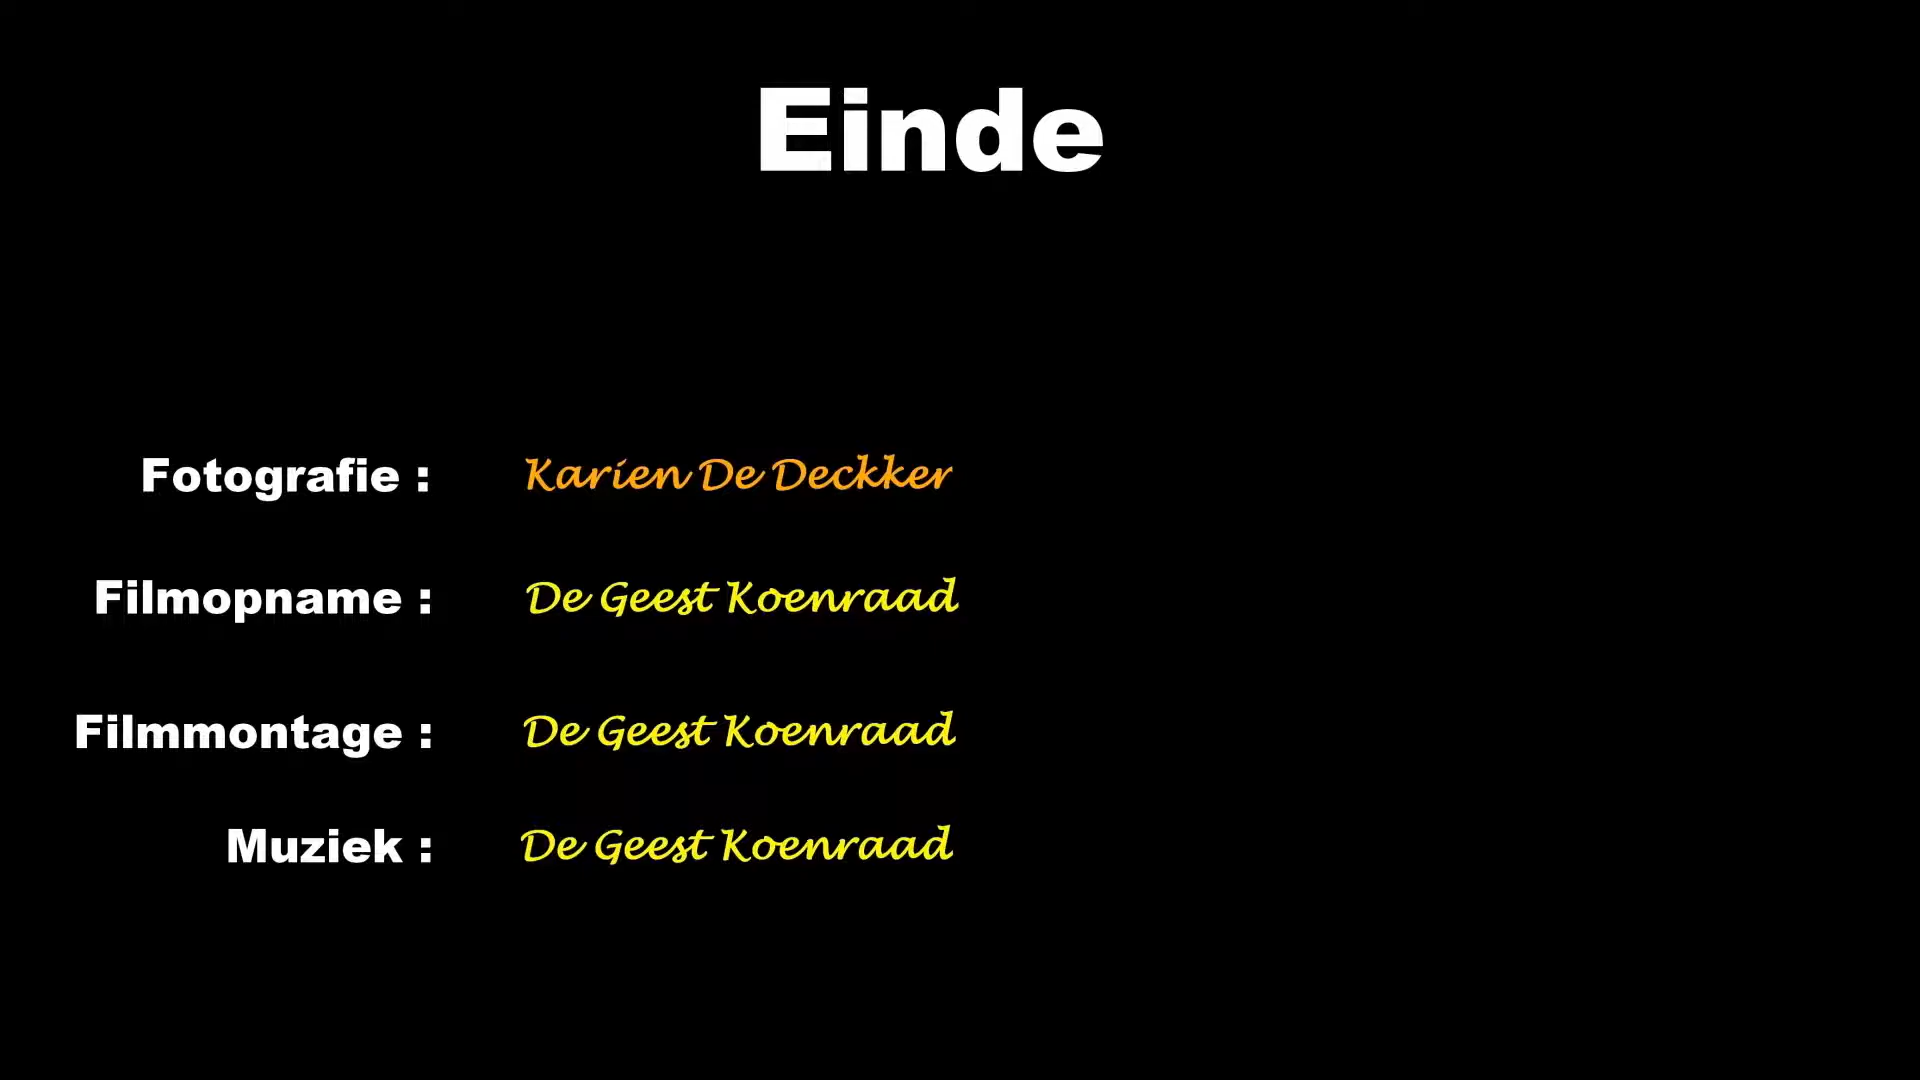 Einde
Fotografie : Karien De Deckker
Filmopname : De Geest Koenraad
Filmmontage : De Geest Koenraad
Muziek : De Geest Koenraad